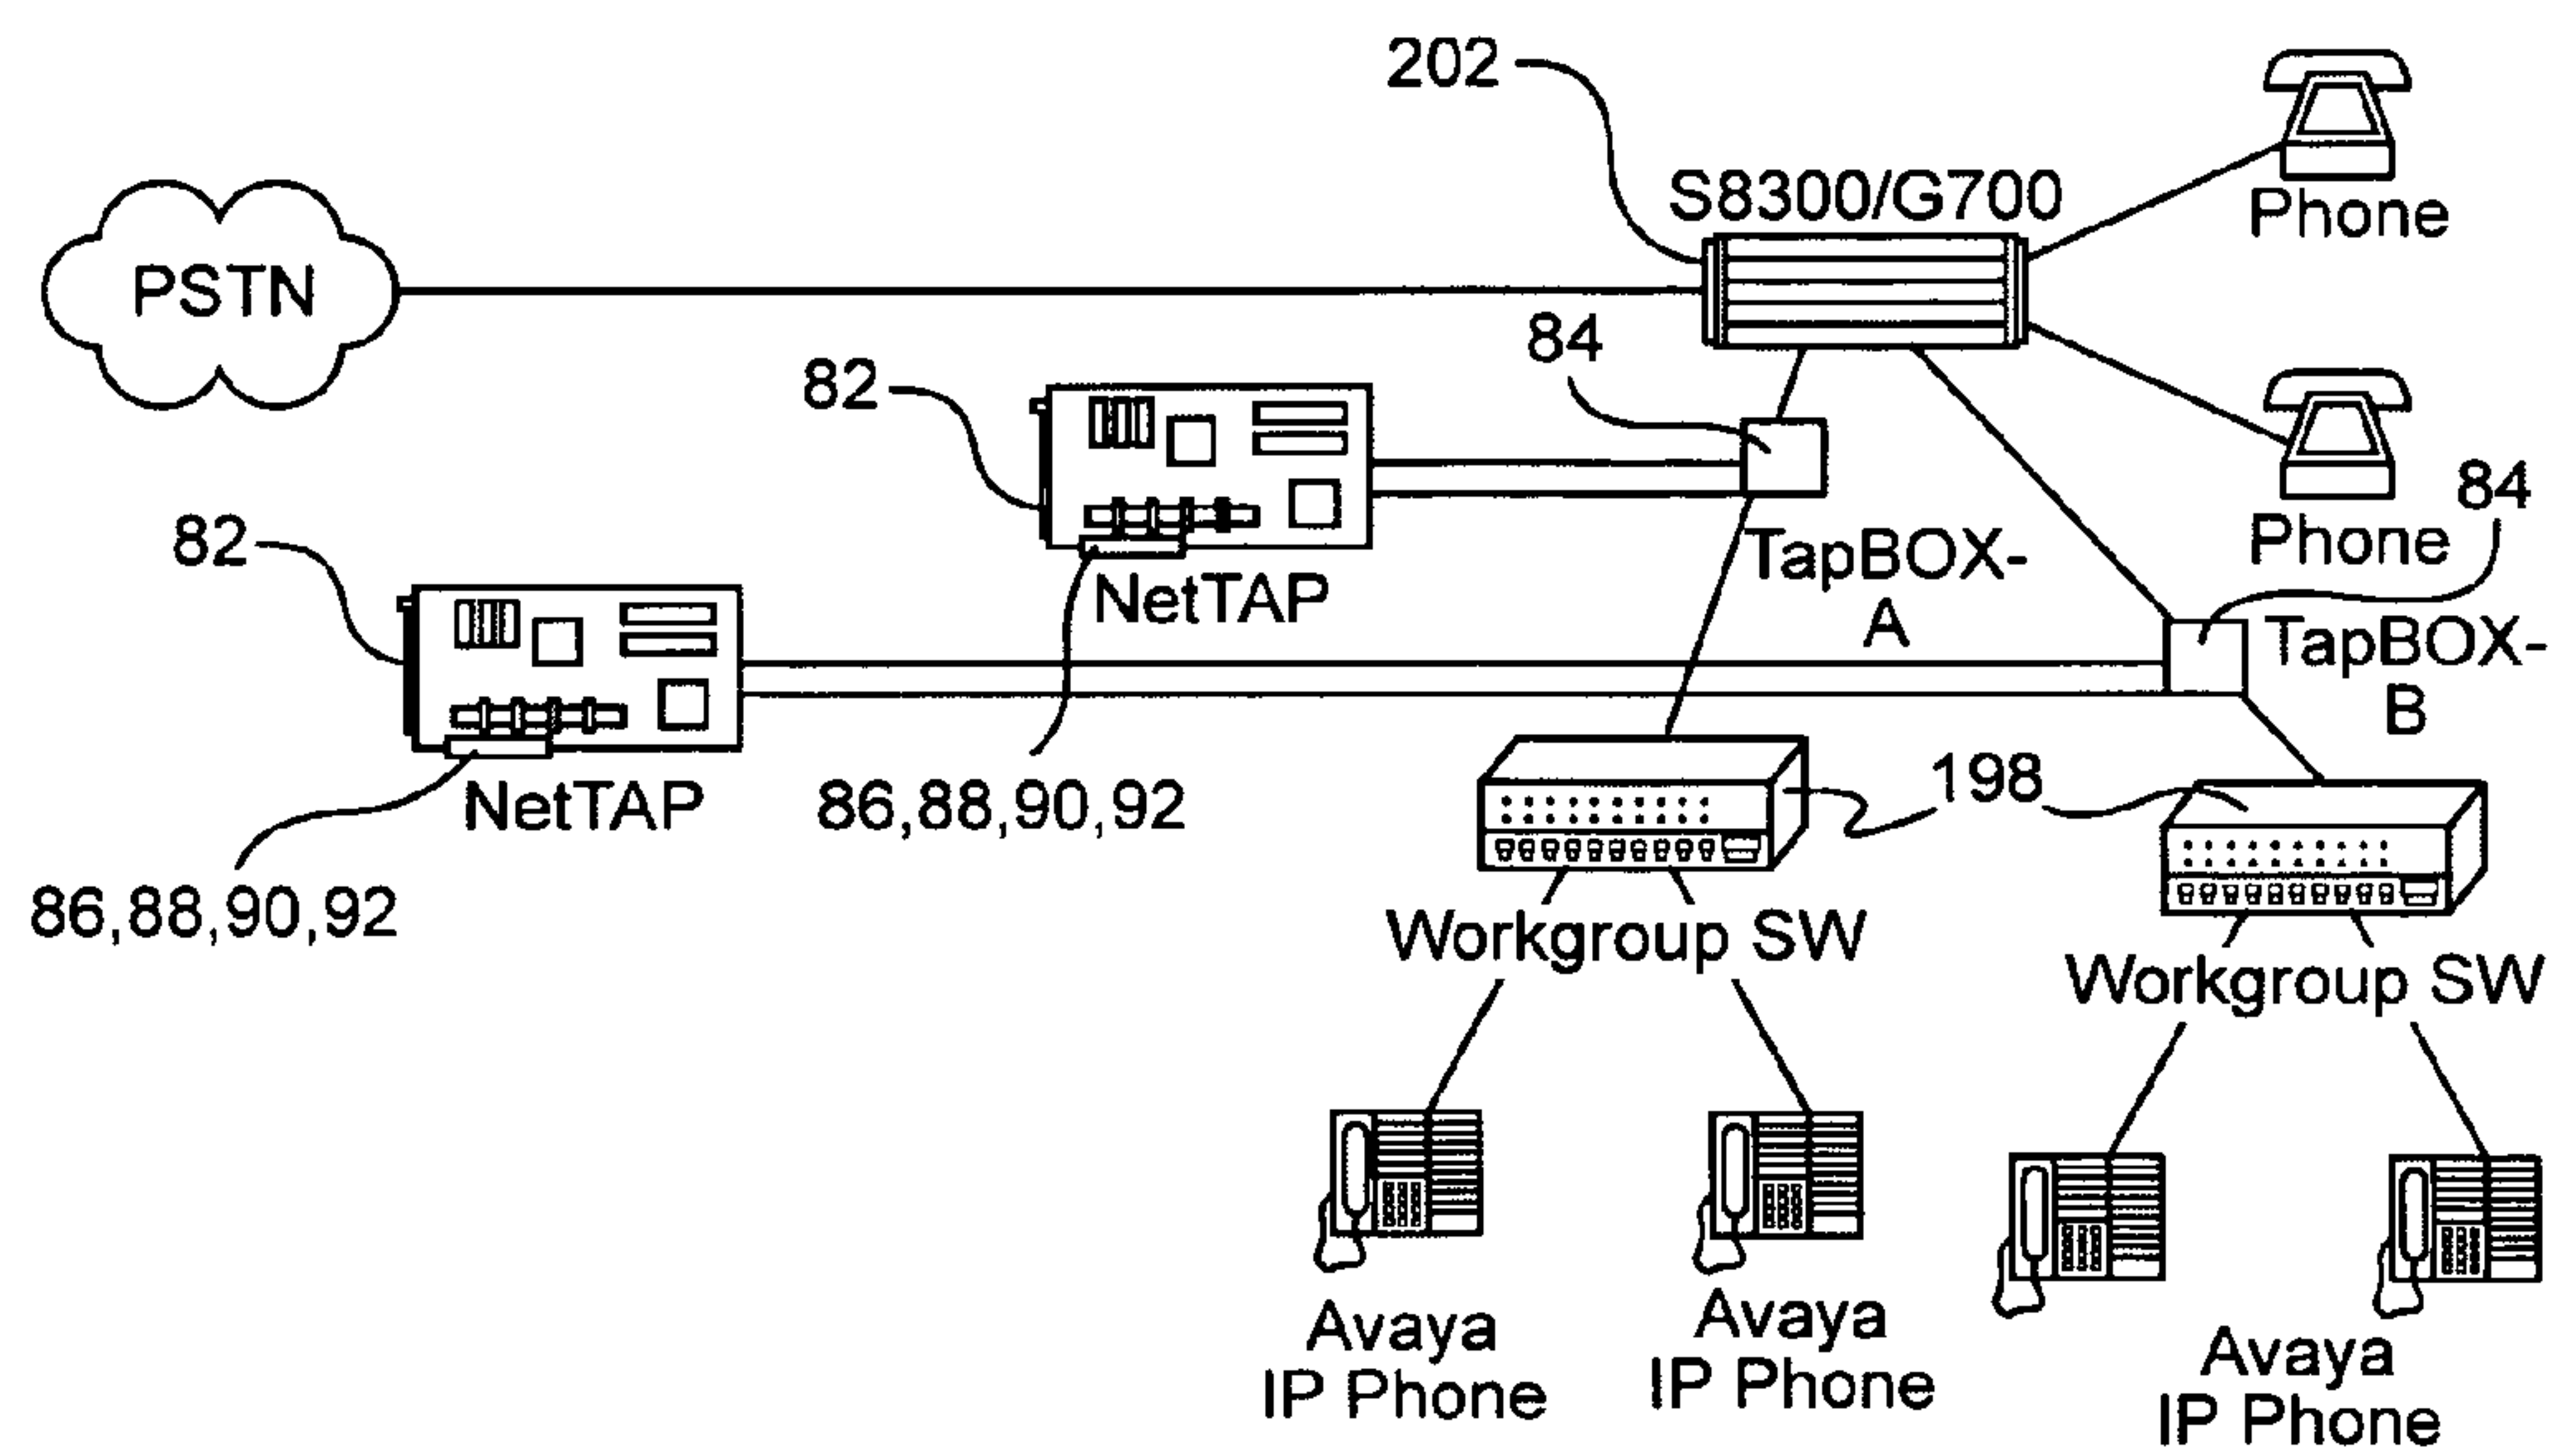 202
S8300/G700
Phone
PSTN
84
82
Phone
84
82
NetTAP
TapBOX-
A
TapBOX-
B
NetTAP
86,88,90,92
198
86,88,90,92
Workgroup SW
Workgroup SW
Avaya
IP Phone
Avaya
IP Phone
Avaya
IP Phone